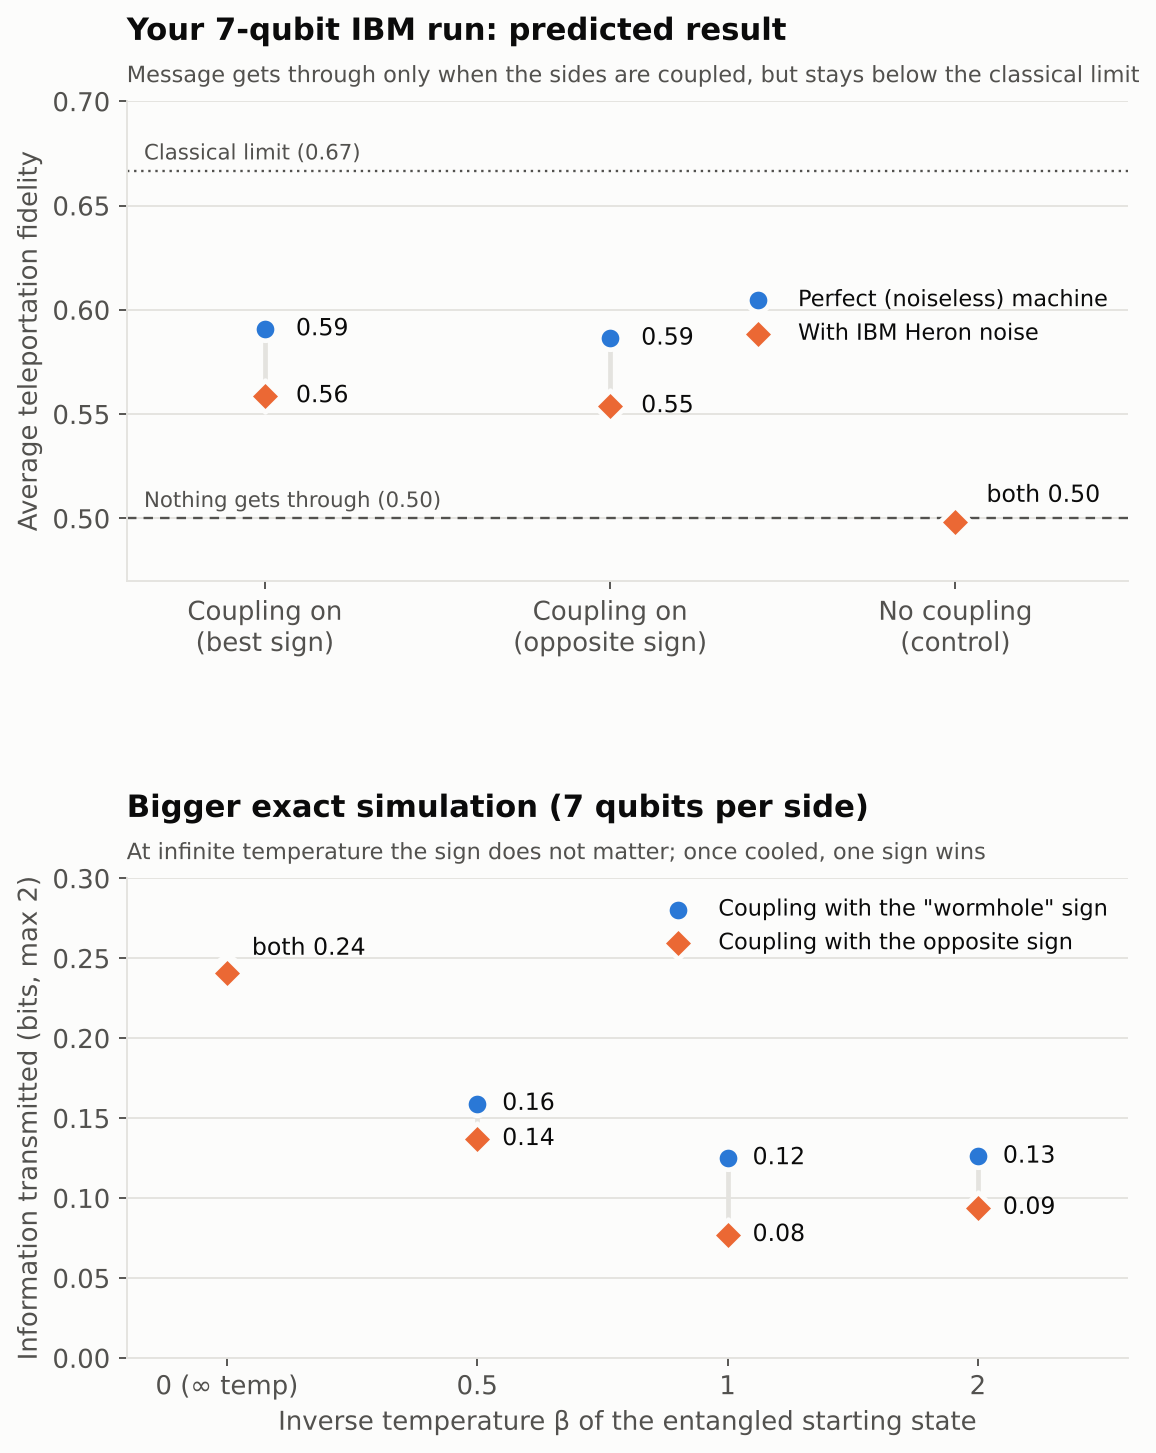 Your 7-qubit IBM run: predicted result
Message gets through only when the sides are coupled, but stays below the classical limit
0.70
Classical limit (0.67)
0.65
0.60
Perfect (noiseless) machine
With IBM Heron noise
0.59
0.59
0.56
0.55
0.55
Nothing gets through (0.50)
both 0.50
0.50
Average teleportation fidelity
Coupling on
(best sign)
Coupling on
(opposite sign)
No coupling
(control)
Bigger exact simulation (7 qubits per side)
At infinite temperature the sign does not matter; once cooled, one sign wins
0.30
Coupling with the "wormhole" sign
Coupling with the opposite sign
both 0.24
0.25
0.20
0.16
0.15
0.14
0.12
0.13
0.10
0.09
0.08
0.05
0.00
Information transmitted (bits, max 2)
0 (∞ temp)
0.5
1
2
Inverse temperature β of the entangled starting state